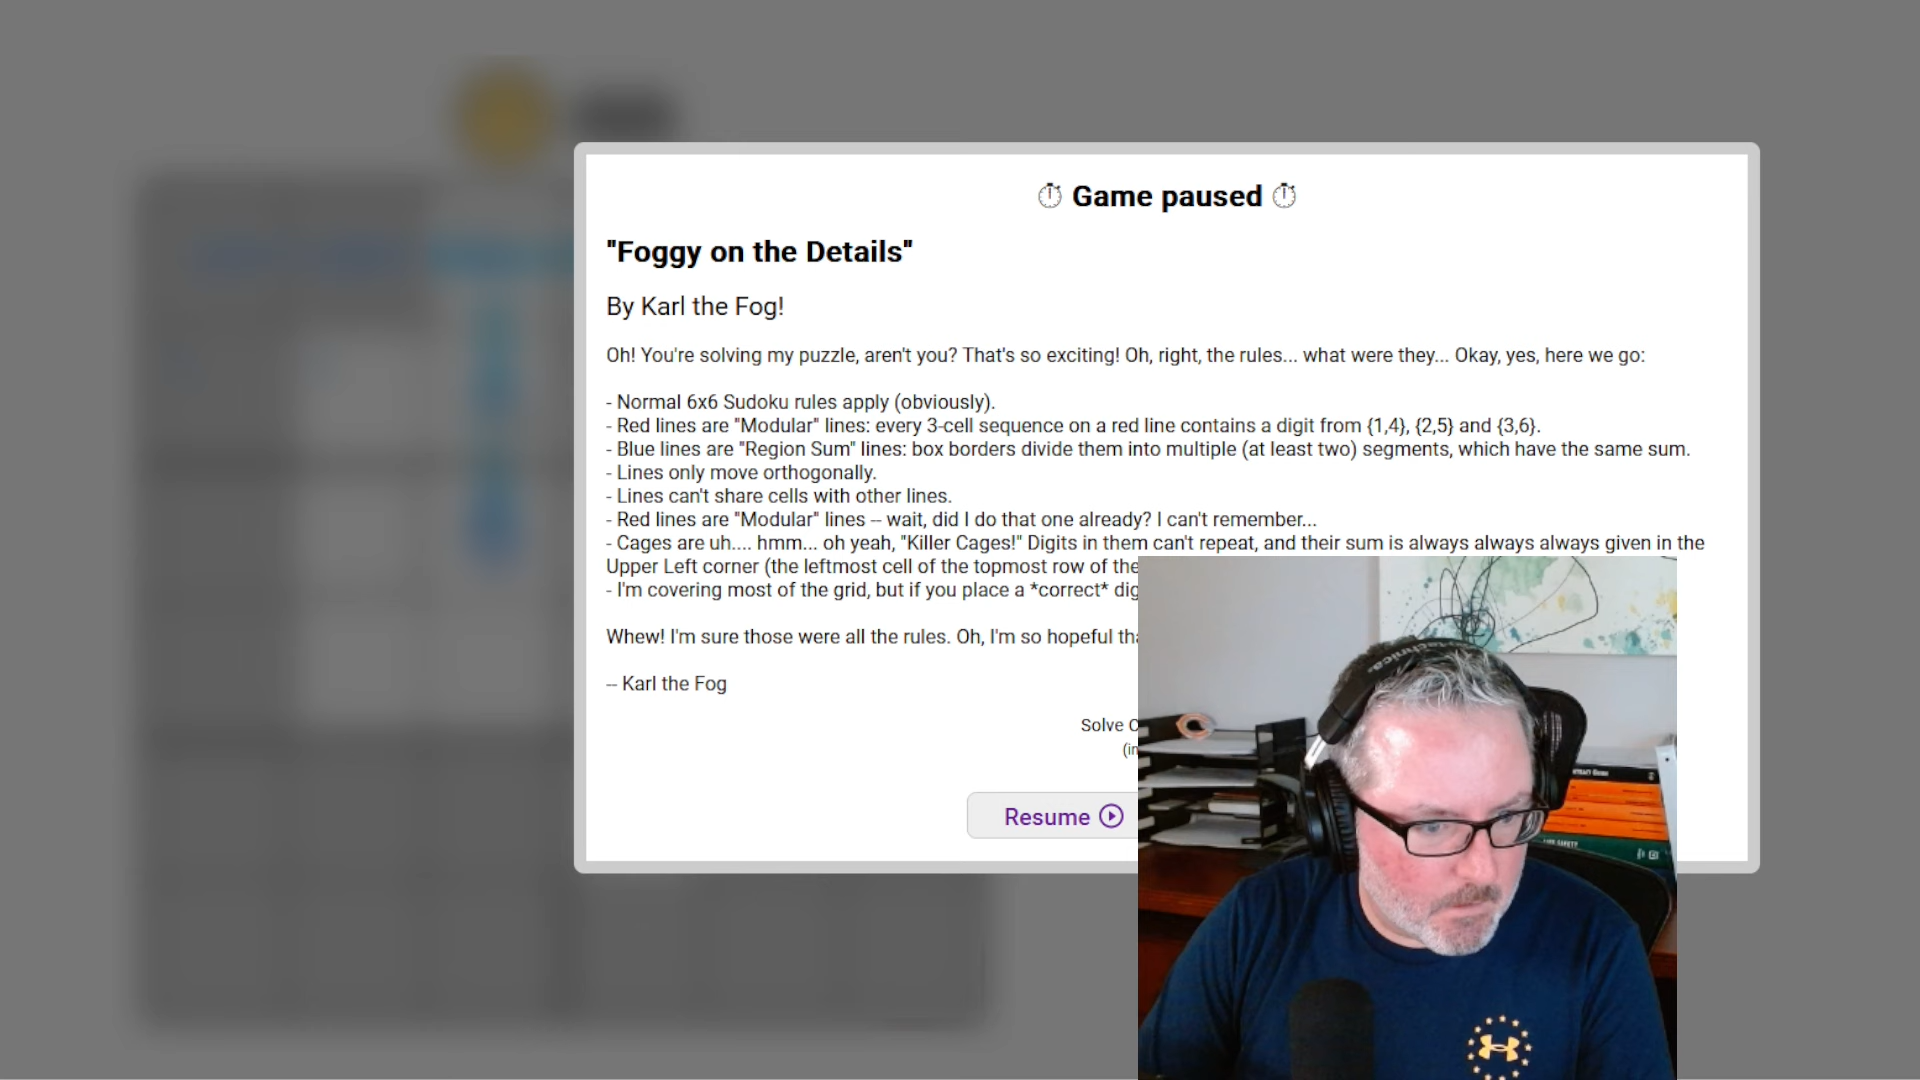 Game paused
"Foggy on the Details"
By Karl the Fog!
Oh! You're solving my puzzle, aren't you? That's so exciting! Oh, right, the rules... what were they... Okay, yes, here we go:
- Normal 6x6 Sudoku rules apply (obviously).
- Red lines are "Modular" lines: every 3-cell sequence on a red line contains a digit from {1,4}, {2,5} and {3,6}.
- Blue lines are "Region Sum" lines: box borders divide them into multiple (at least two) segments, which have the same sum.
- Lines only move orthogonally.
- Lines can't share cells with other lines.
- Red lines are "Modular" lines -- wait, did I do that one already? I can't remember...
- Cages are uh.... hmm... oh yeah, "Killer Cages!" Digits in them can't repeat, and their sum is always always always given in the
Upper Left corner (the leftmost cell of the topmost row of the
- I'm covering most of the grid, but if you place a *correct* dig
Whew! I'm sure those were all the rules. Oh, I'm so hopeful tha
-- Karl the Fog
Solve
Resume
technica